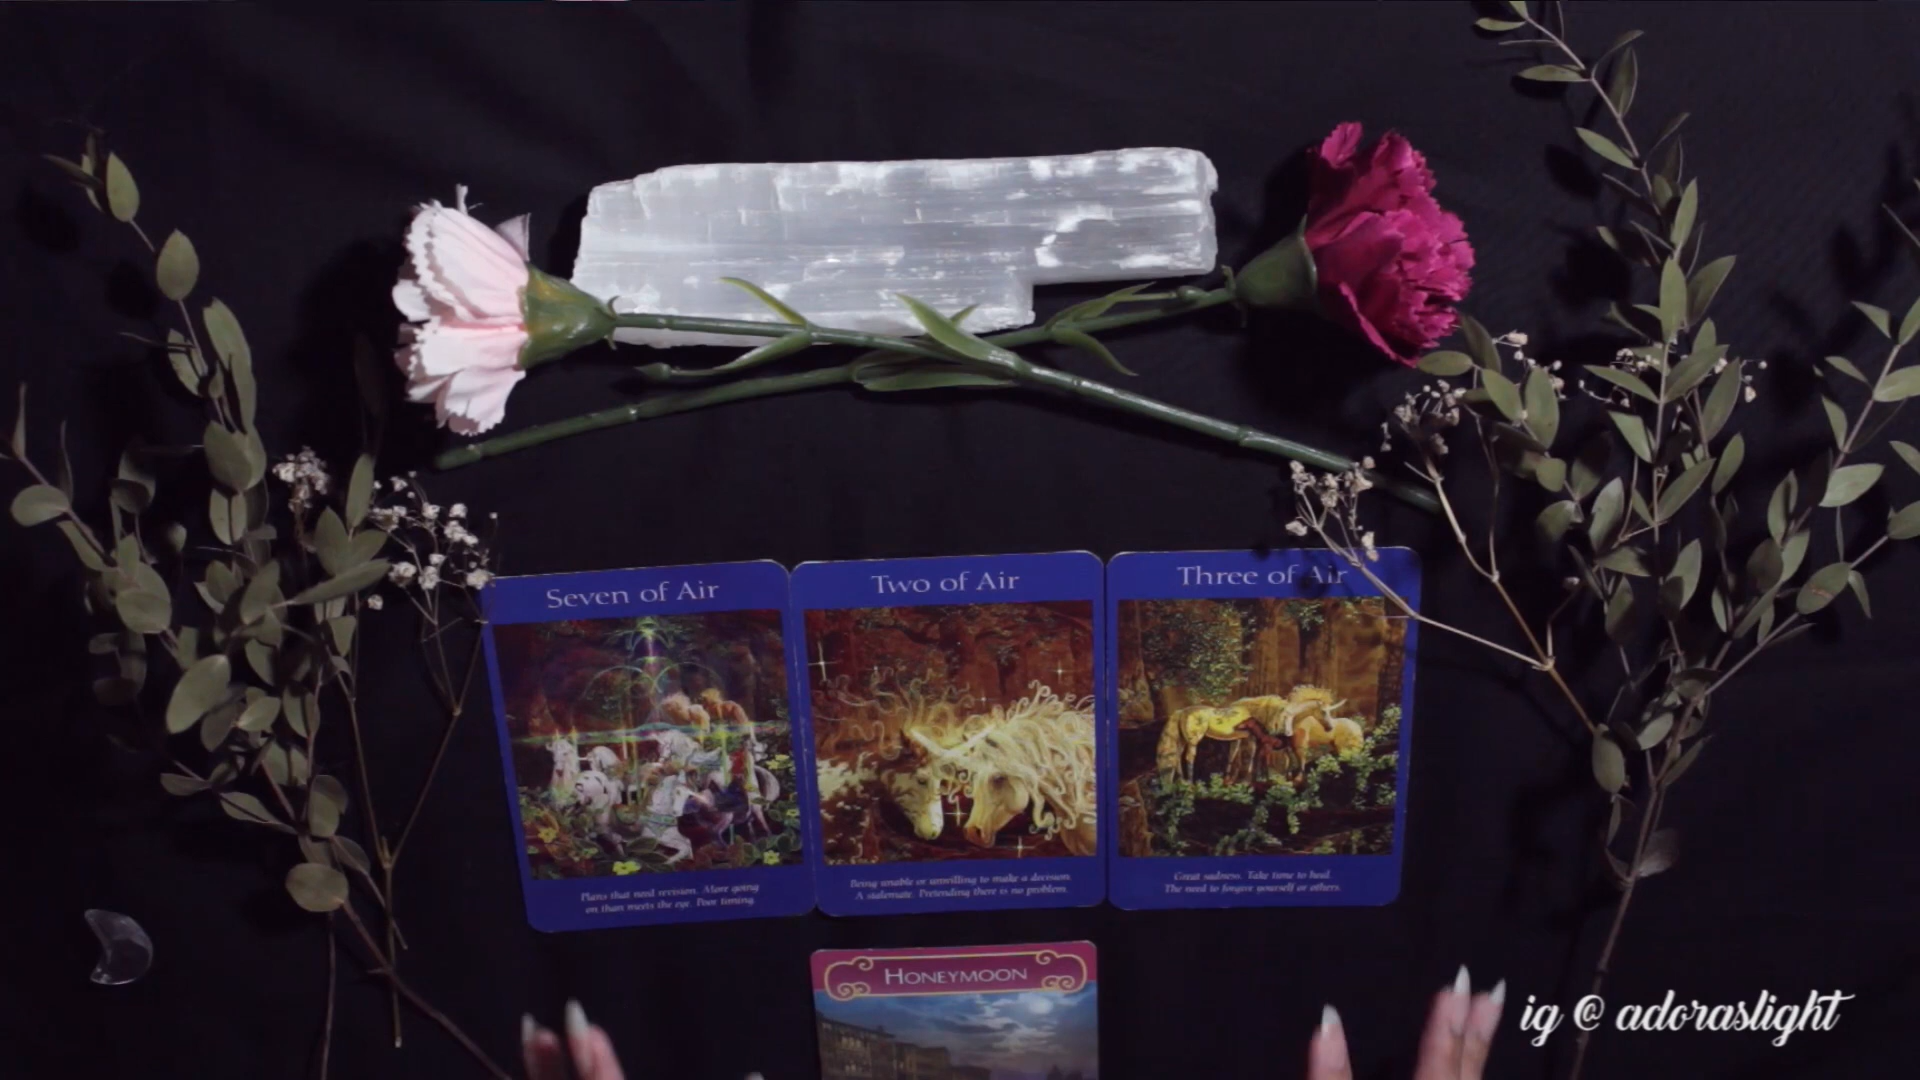 Seven of Air
Two of Air
Three of Air
Plans that need revision. More going
on than meets the eye. Poor timing.
Being unable or unwilling to make a decision.
A stalemate. Pretending there is no problem.
Great sadness. Take time to heal.
The need to forgive yourself or others.
HONEYMOON
ig @ adoraslight